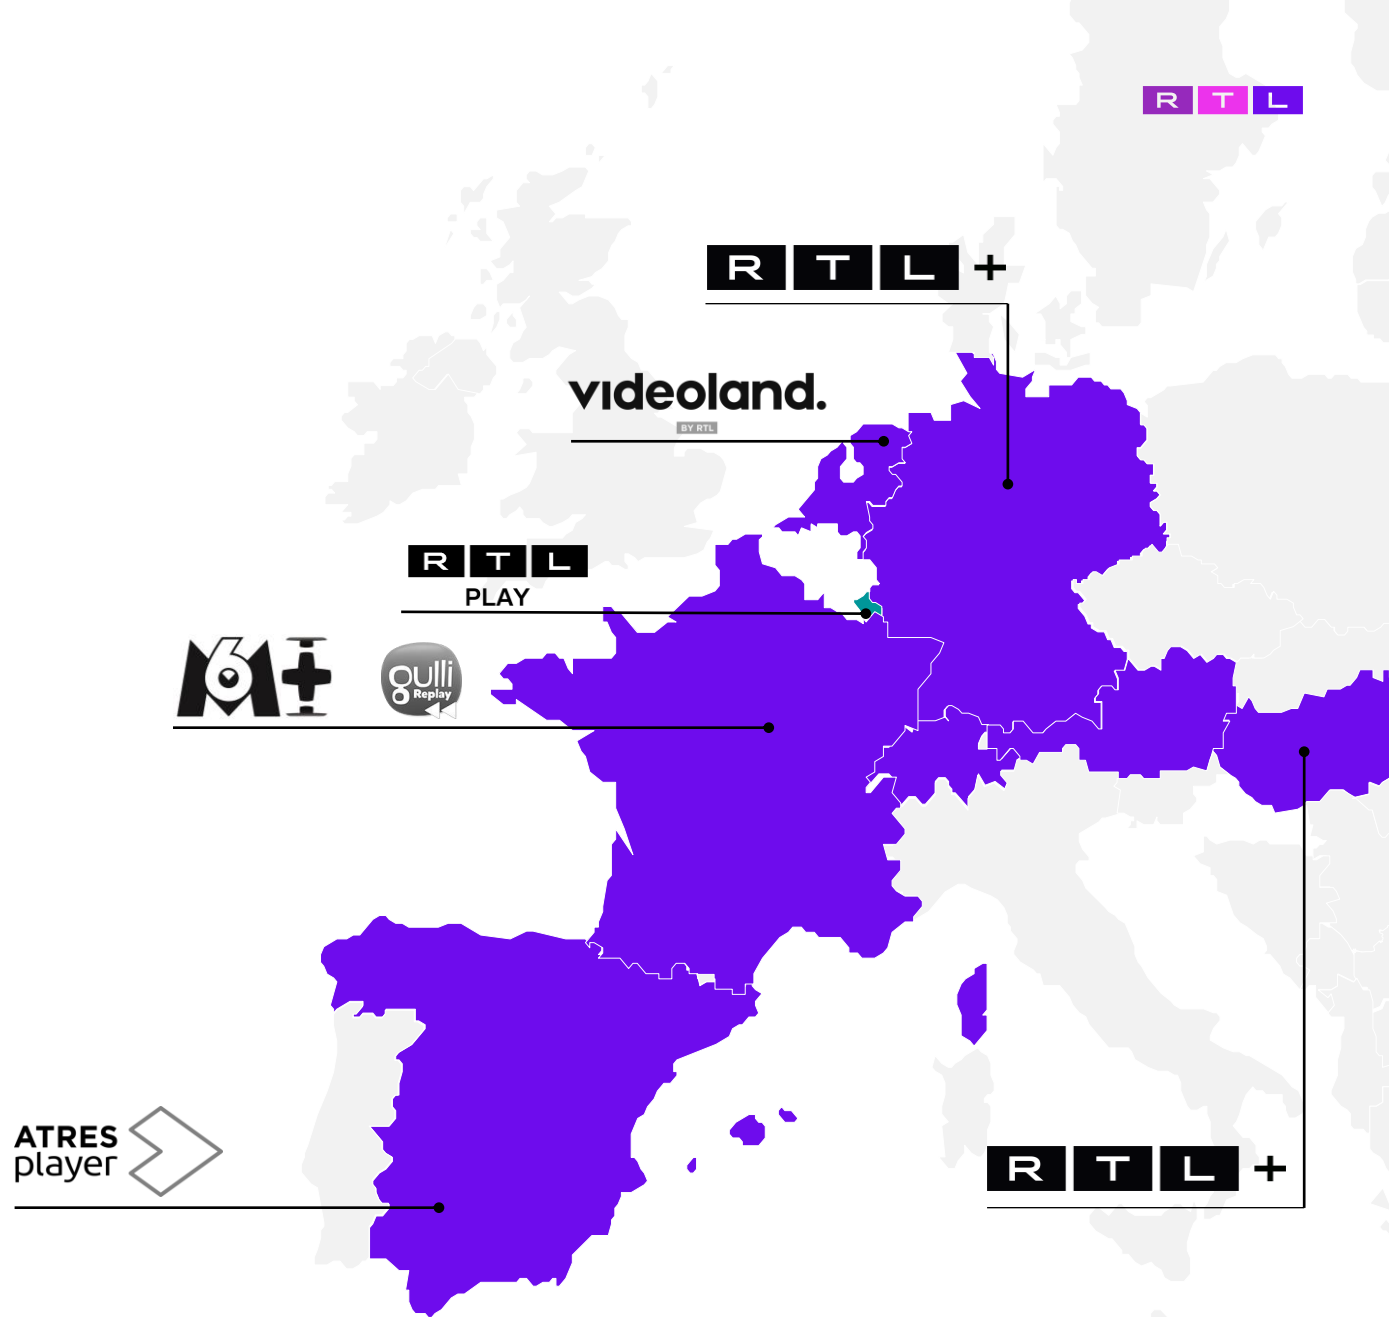 RTL
RTL+
videoland.
BY RTL
RTL
PLAY
M6+
gulli
Replay
ATRES
player
RTL+